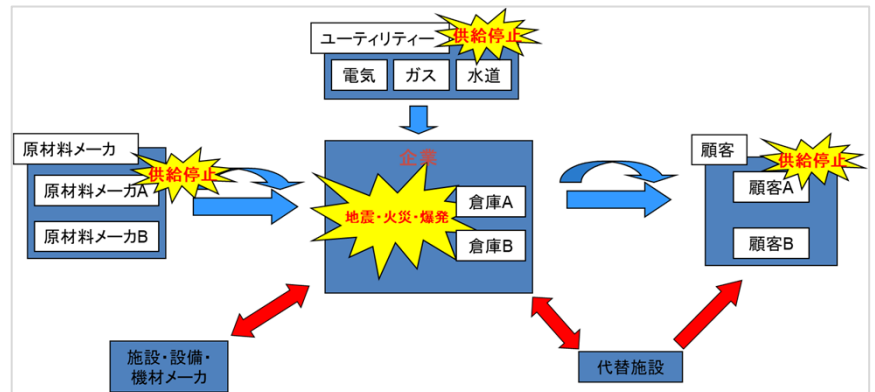 ユーティリティー
供給停止
電気
ガス
水道
原材料メーカ
供給停止
原材料メーカA
原材料メーカB
企業
地震・火災・爆発
倉庫A
倉庫B
顧客
供給停止
顧客A
顧客B
施設・設備・
機材メーカ
代替施設